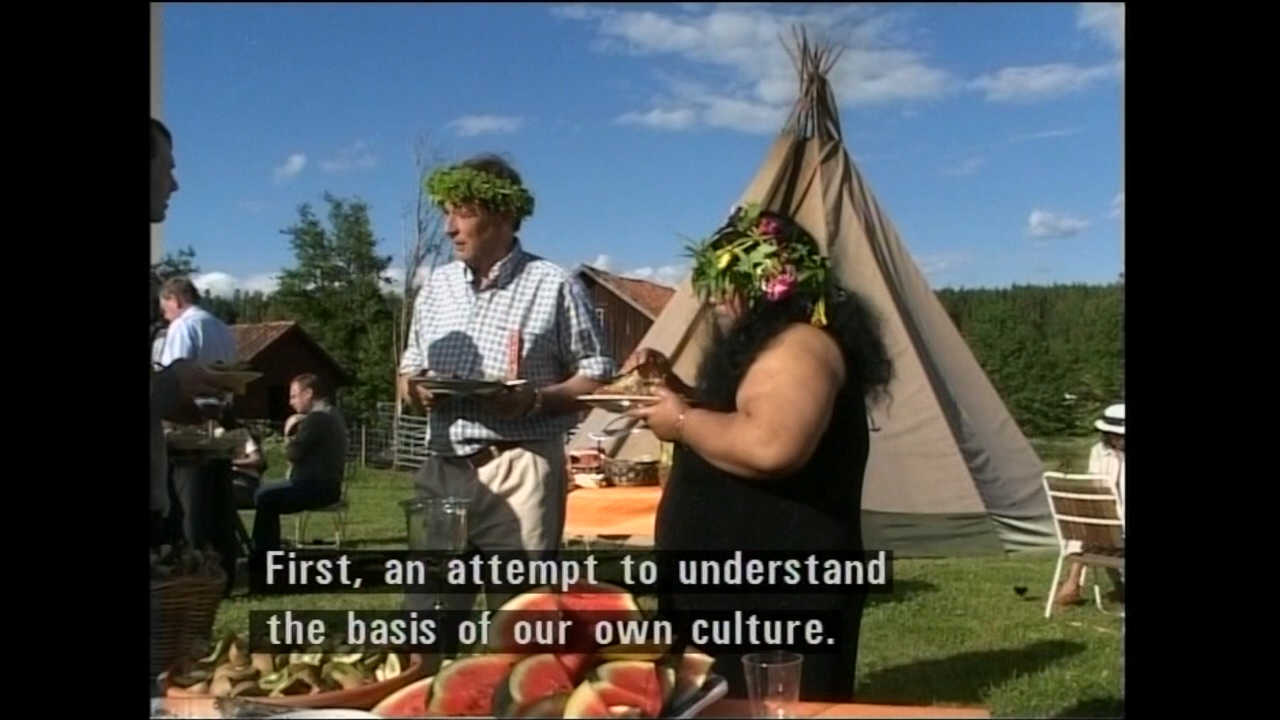 First, an attempt to understand
the basis of our own culture.